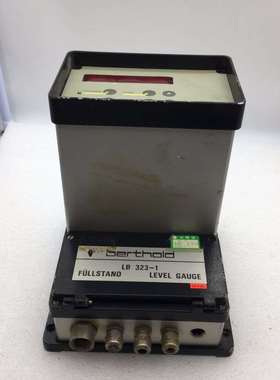 berthold
LB 323-1
FÜLLSTAND LEVEL GAUGE